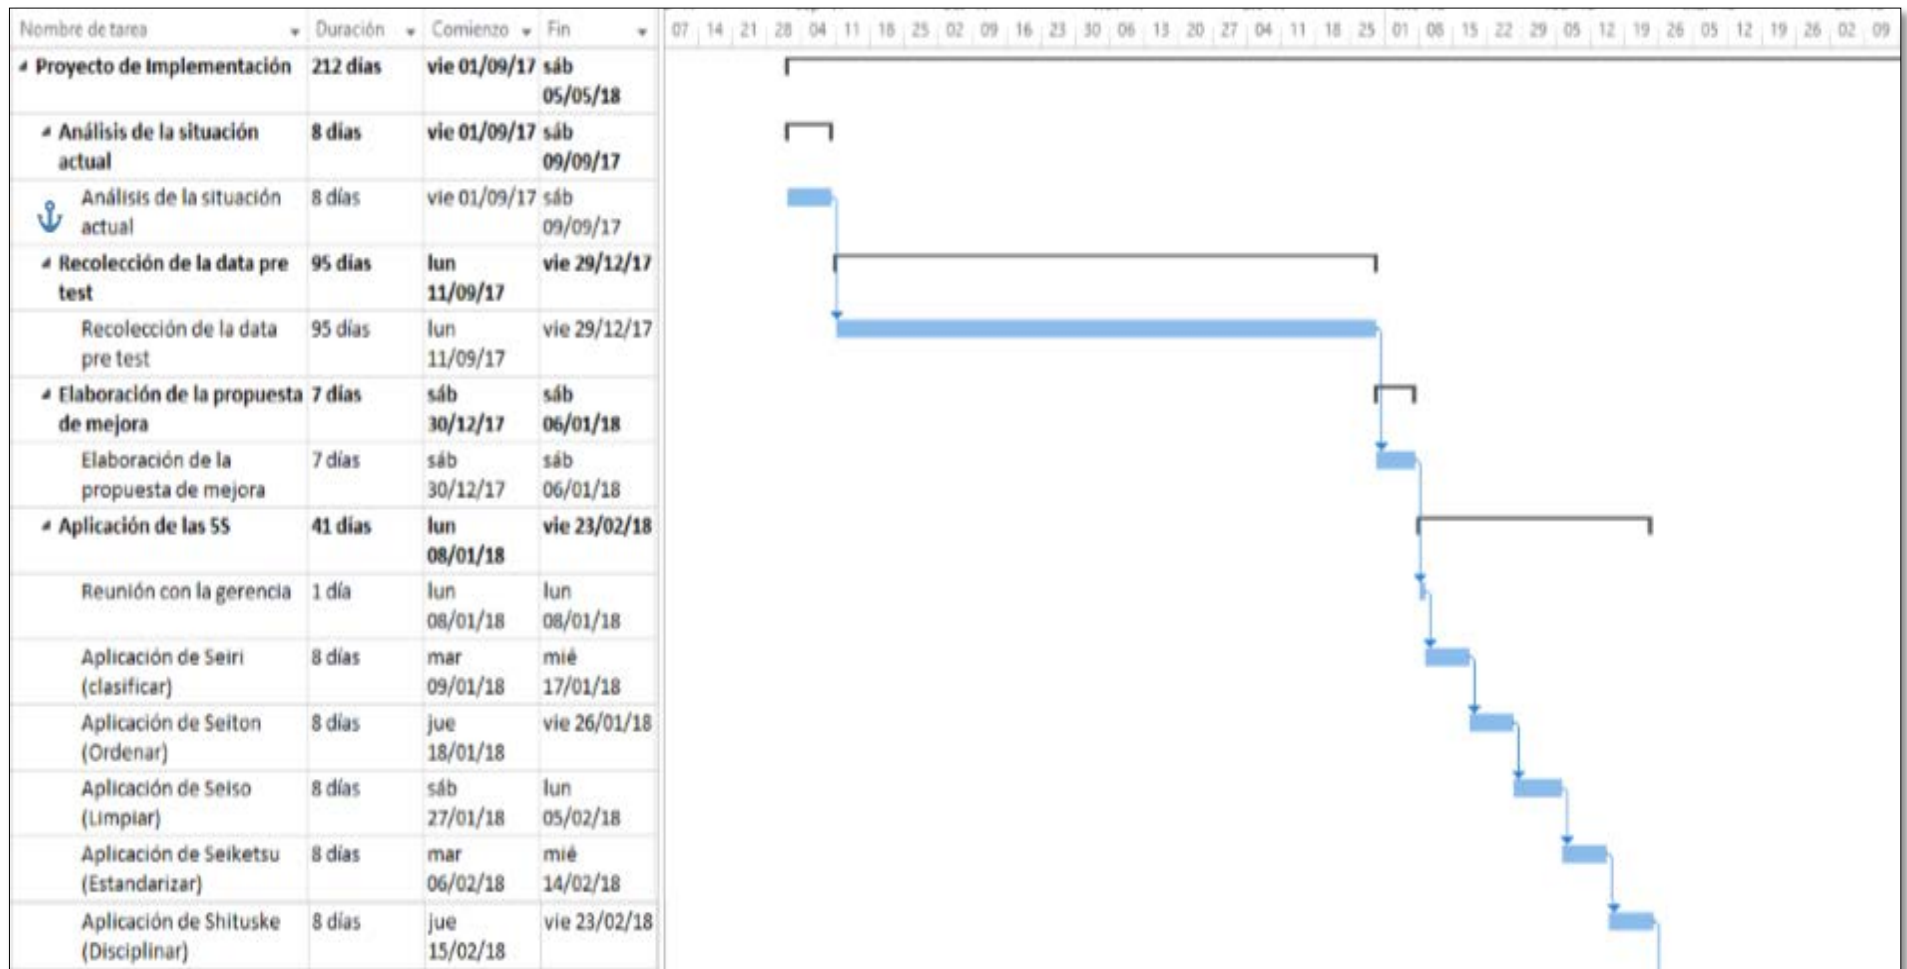 Nombre de tarea Duración Comienzo Fin 07 14 21 28 04 11 18 25 02 09 16 23 30 06 13 20 27 04 11 18 25 01 08 15 22 29 05 12 19 26 05 12 19 26 02 09
Proyecto de Implementación 212 días vie 01/09/17 sáb
05/05/18
Análisis de la situación 8 días vie 01/09/17 sáb
actual 09/09/17
Análisis de la situación 8 días vie 01/09/17 sáb
actual 09/09/17
Recolección de la data pre 95 días lun vie 29/12/17
test 11/09/17
Recolección de la data 95 días lun vie 29/12/17
pre test 11/09/17
Elaboración de la propuesta 7 días sáb sáb
de mejora 30/12/17 06/01/18
Elaboración de la 7 días sáb sáb
propuesta de mejora 30/12/17 06/01/18
Aplicación de las 5S 41 días lun vie 23/02/18
08/01/18
Reunión con la gerencia 1 día lun lun
08/01/18 08/01/18
Aplicación de Seiri 8 días mar mié
(clasificar) 09/01/18 17/01/18
Aplicación de Seiton 8 días jue vie 26/01/18
(Ordenar) 18/01/18
Aplicación de Seiso 8 días sáb lun
(Limpiar) 27/01/18 05/02/18
Aplicación de Seiketsu 8 días mar mié
(Estandarizar) 06/02/18 14/02/18
Aplicación de Shituske 8 días jue vie 23/02/18
(Disciplinar) 15/02/18